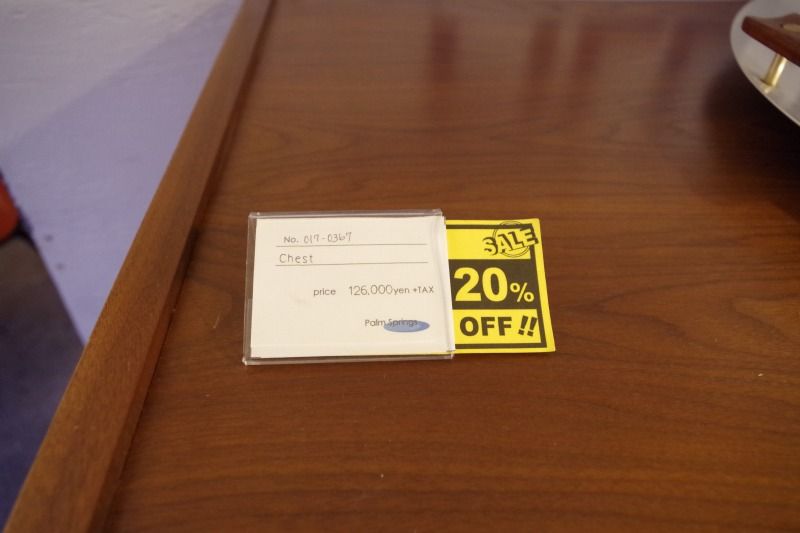 No. 017-0367
Chest
price 126,000yen +TAX
Palm Springs
SALE
20%
OFF!!